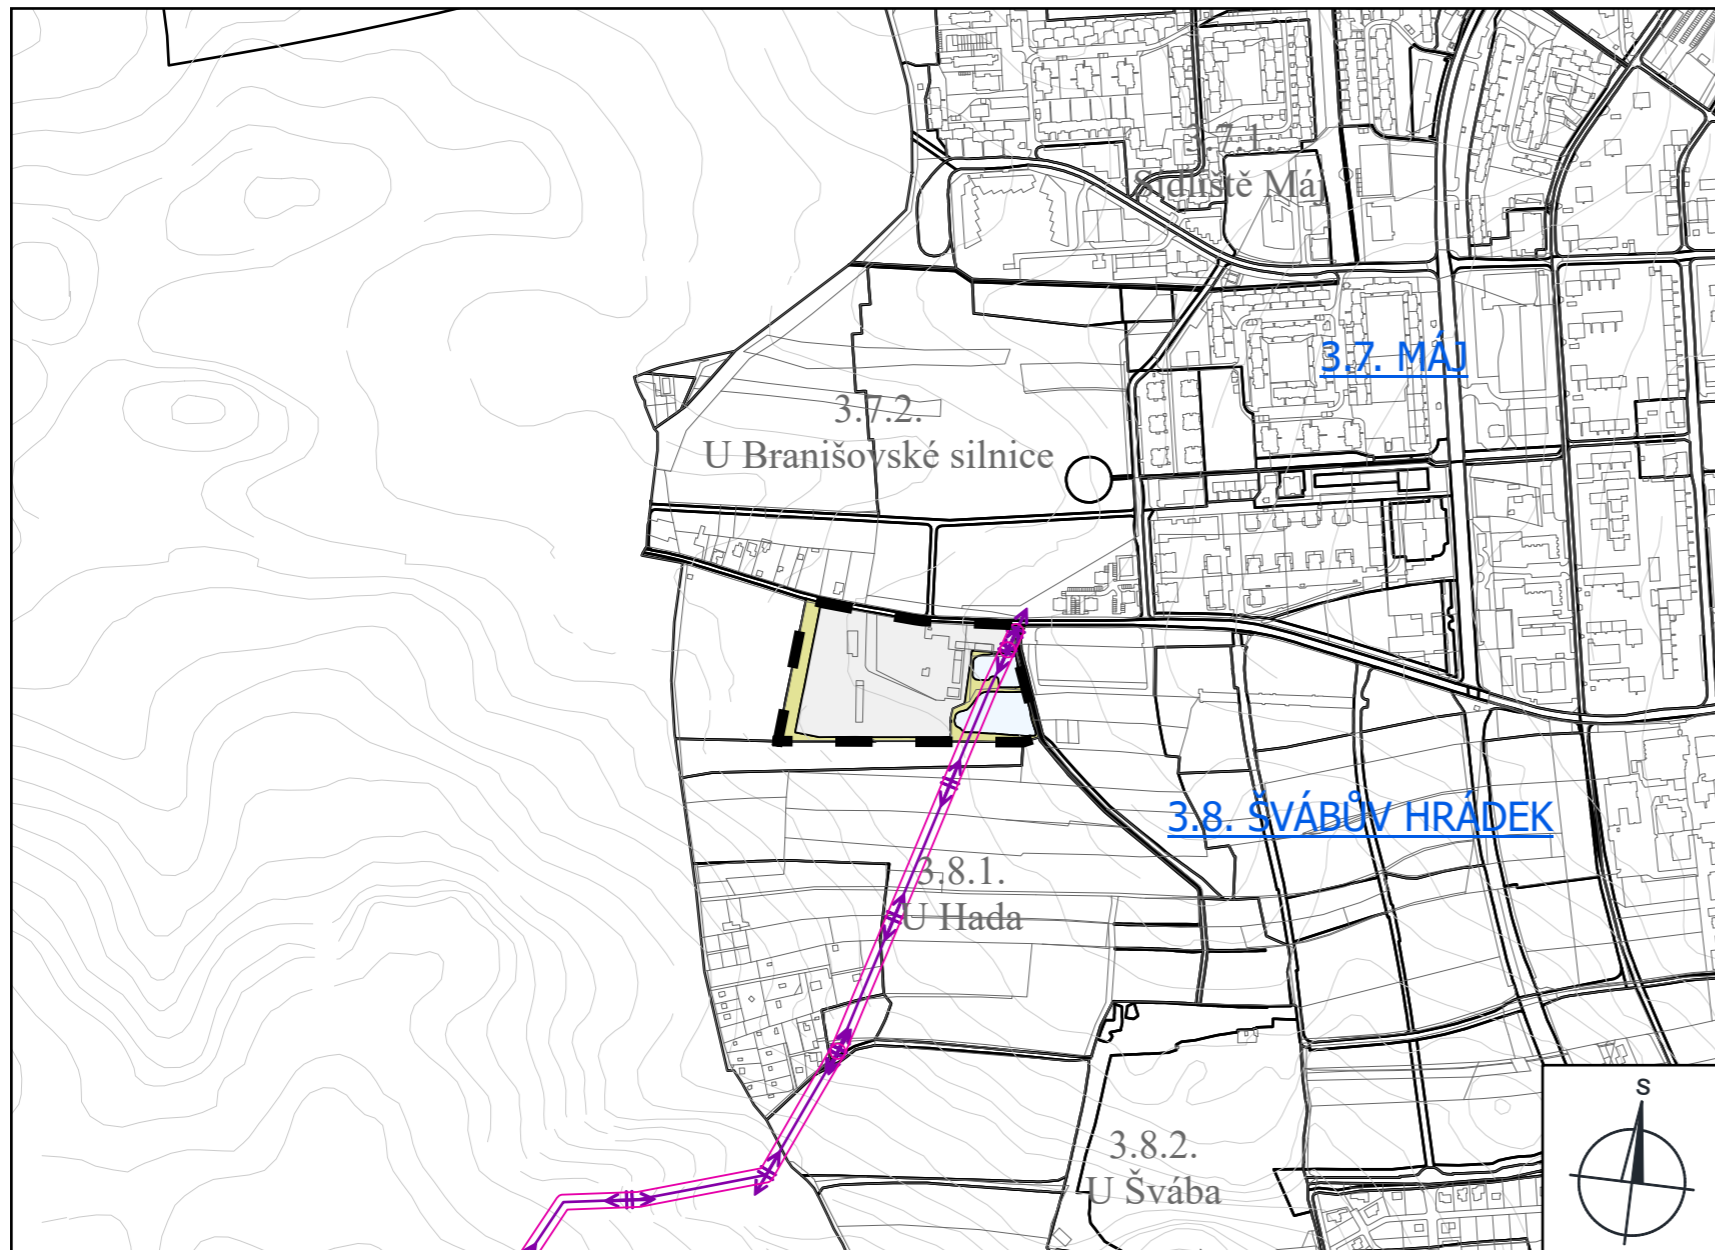 3.7.1.
Sídliště Máj
3.7. MÁJ
3.7.2.
U Branišovské silnice
3.8. ŠVÁBŮV HRÁDEK
3.8.1.
U Hada
3.8.2.
U Švába
S